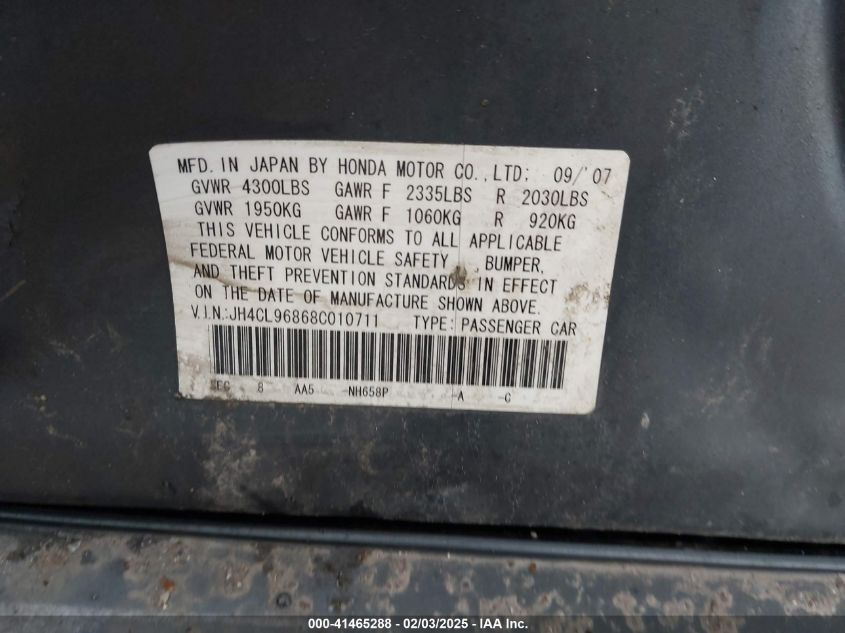 MFD. IN JAPAN BY HONDA MOTOR CO.,LTD: 09/'07
GVWR 4300LBS GAWR F 2335LBS R 2030LBS
GVWR 1950KG GAWR F 1060KG R 920KG
THIS VEHICLE CONFORMS TO ALL APPLICABLE
FEDERAL MOTOR VEHICLE SAFETY , BUMPER,
AND THEFT PREVENTION STANDARDS IN EFFECT
ON THE DATE OF MANUFACTURE SHOWN ABOVE.
V.I.N:JH4CL96868C010711 TYPE: PASSENGER CAR
8 AA5 -NH658P -A -C
000-41465288 - 02/03/2025 - IAA Inc.